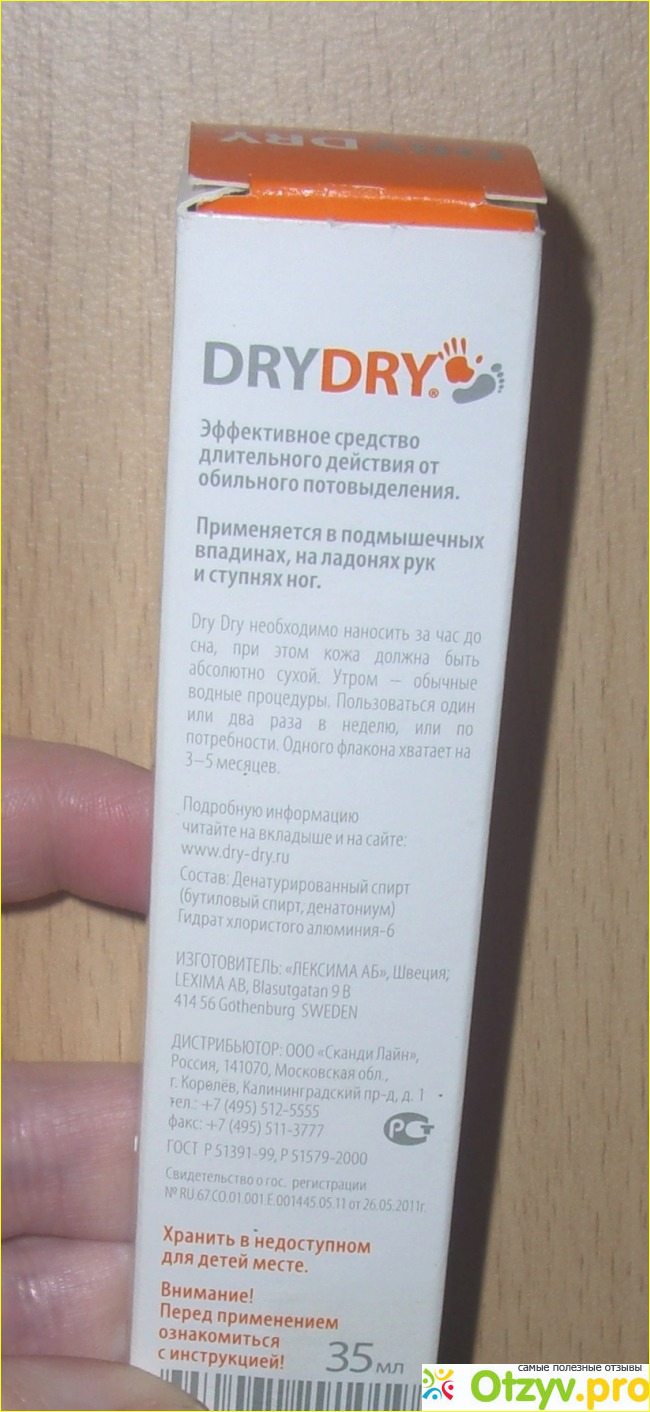 DRYDRY®
Эффективное средство
длительного действия от
обильного потовыделения.
Применяется в подмышечных
впадинах, на ладонях рук
и ступнях ног.
Dry Dry необходимо наносить за час до
сна, при этом кожа должна быть
абсолютно сухой. Утром – обычные
водные процедуры. Пользоваться один
или два раза в неделю, или по
потребности. Одного флакона хватает на
3–5 месяцев.
Подробную информацию
читайте на вкладыше и на сайте:
www.dry-dry.ru
Состав: Денатурированный спирт
(бутиловый спирт, денатониум)
Гидрат хлористого алюминия-6
ИЗГОТОВИТЕЛЬ: «ЛЕКСИМА АБ», Швеция;
LEXIMA AB, Blasutgatan 9 B
414 56 Gothenburg SWEDEN
ДИСТРИБЬЮТОР: ООО «Сканди Лайн»,
Россия, 141070, Московская обл.,
г. Королёв, Калининградский пр-д, д. 1
тел.: +7 (495) 512-5555
факс: +7 (495) 511-3777
РСТ
ГОСТ Р 51391-99, Р 51579-2000
Свидетельство о гос. регистрации
№ RU.67.CO.01.001.E.001445.05.11 от 26.05.2011г.
Хранить в недоступном
для детей месте.
Внимание!
Перед применением
ознакомиться
с инструкцией!
35 мл
самые полезные отзывы
Otzyv.pro